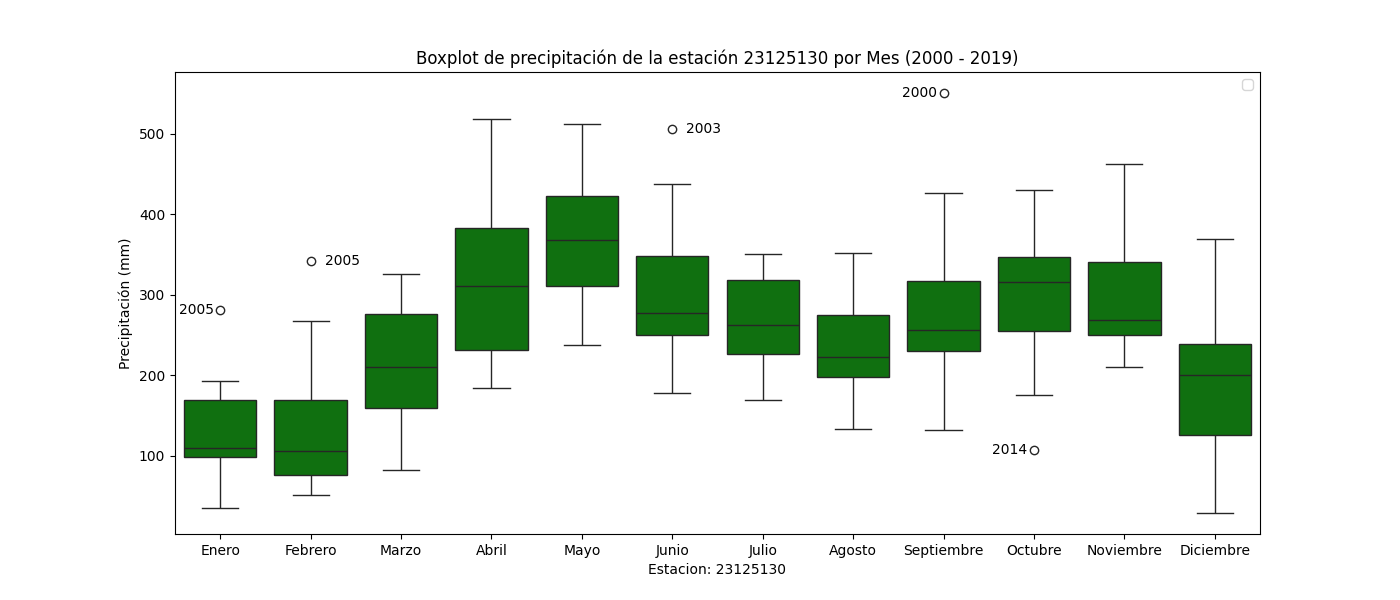 Boxplot de precipitación de la estación 23125130 por Mes (2000 - 2019)
Precipitación (mm)
500
400
300
200
100
2005
2005
2003
2000
2014
Enero Febrero Marzo Abril Mayo Junio Julio Agosto Septiembre Octubre Noviembre Diciembre
Estacion: 23125130